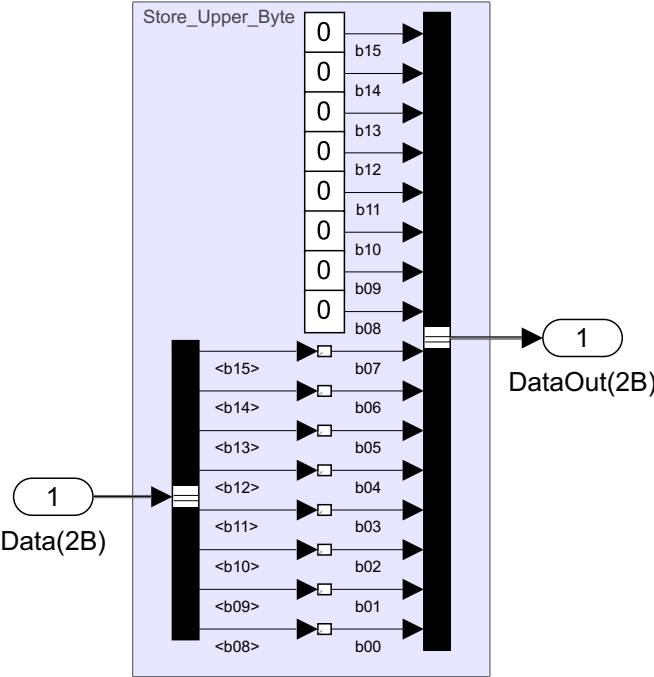 Store_Upper_Byte
0
b15
0
b14
0
b13
0
b12
0
b11
0
b10
0
b09
0
b08
<b15> b07
<b14> b06
<b13> b05
<b12> b04
<b11> b03
<b10> b02
<b09> b01
<b08> b00
1
Data(2B)
1
DataOut(2B)